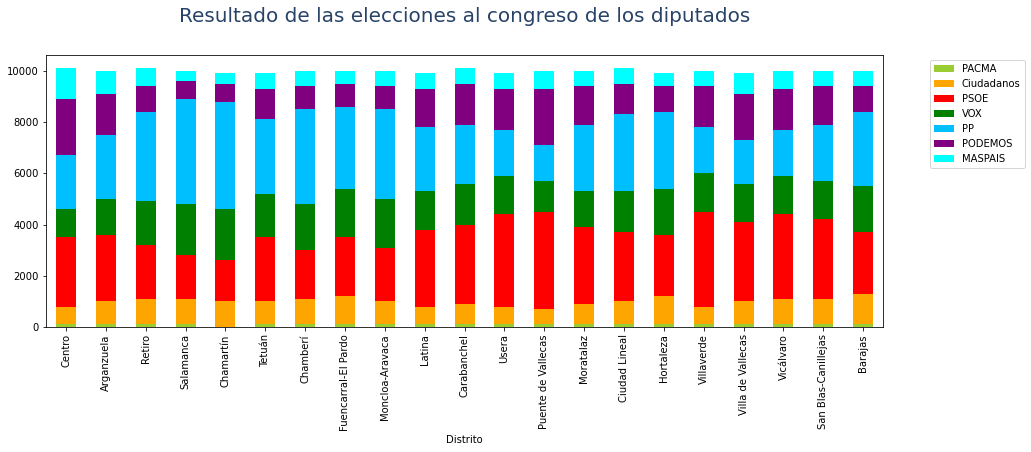 Resultado de las elecciones al congreso de los diputados
10000
8000
6000
4000
2000
0
PACMA
Ciudadanos
PSOE
VOX
PP
PODEMOS
MASPAIS
Centro
Arganzuela
Retiro
Salamanca
Chamartín
Tetuán
Chamberí
Fuencarral-El Pardo
Moncloa-Aravaca
Latina
Carabanchel
Usera
Puente de Vallecas
Moratalaz
Ciudad Lineal
Hortaleza
Villaverde
Villa de Vallecas
Vicálvaro
San Blas-Canillejas
Barajas
Distrito